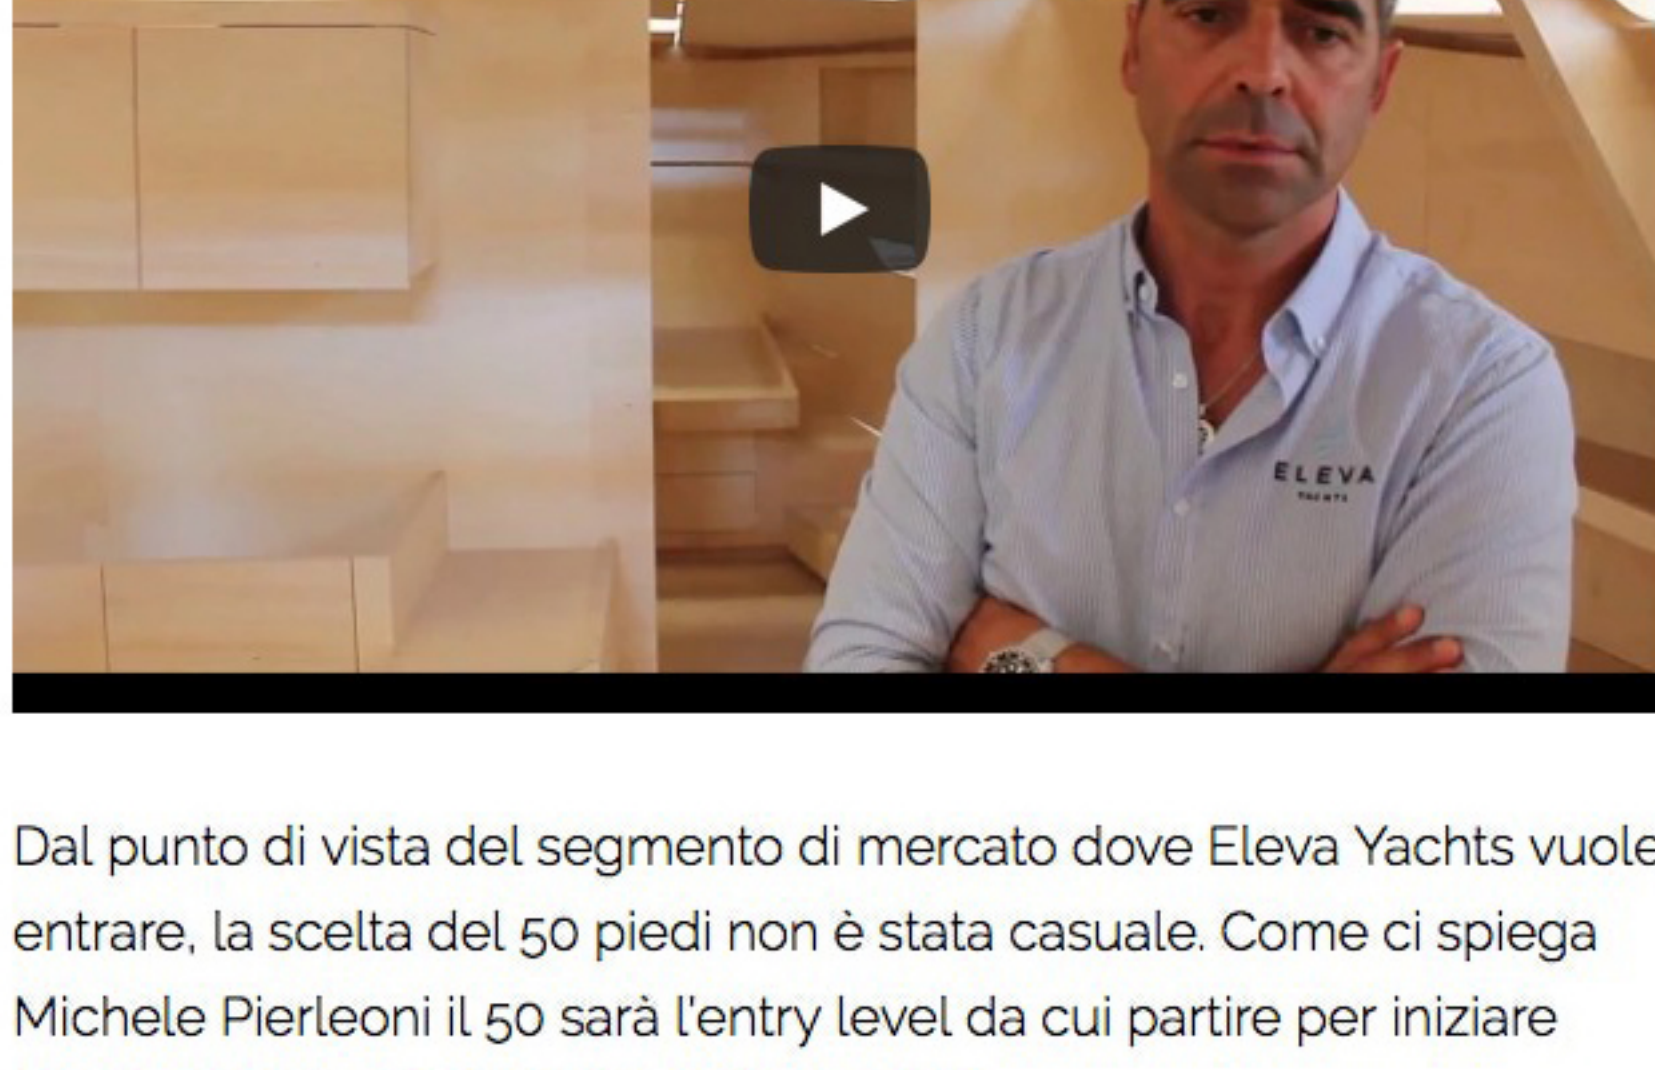 ELEVA
YACHTS
Dal punto di vista del segmento di mercato dove Eleva Yachts vuole
entrare, la scelta del 50 piedi non è stata casuale. Come ci spiega
Michele Pierleoni il 50 sarà l'entry level da cui partire per iniziare